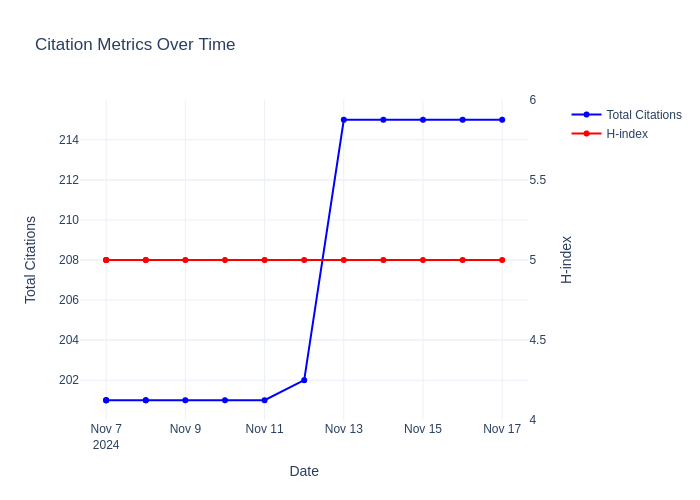 Citation Metrics Over Time
Total Citations
H-index
214
212
210
208
206
204
202
6
5.5
5
4.5
4
Nov 7
2024
Nov 9
Nov 11
Nov 13
Nov 15
Nov 17
Date
Total Citations
H-index